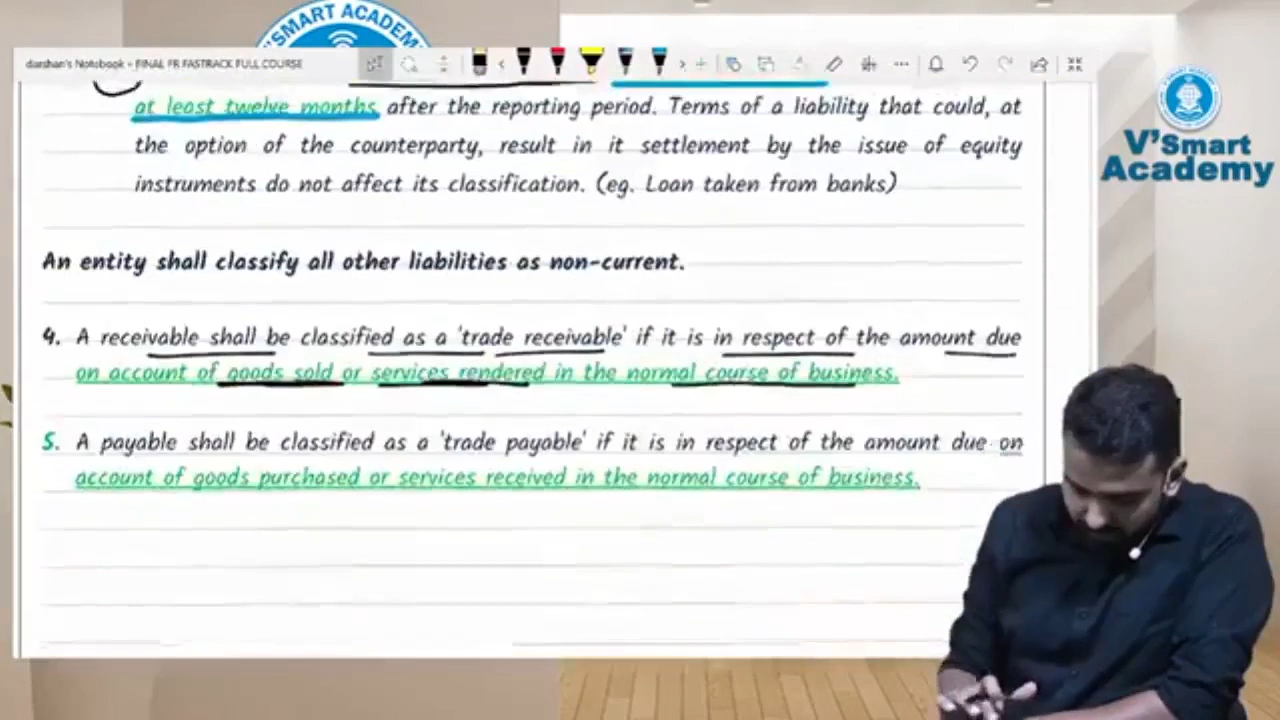 V'SMART ACADEMY
darshan's Notebook - FINAL FR FASTRACK FULL COURSE
at least twelve months after the reporting period. Terms of a liability that could, at
the option of the counterparty, result in it settlement by the issue of equity
instruments do not affect its classification. (eg. Loan taken from banks)
An entity shall classify all other liabilities as non-current.
4. A receivable shall be classified as a 'trade receivable' if it is in respect of the amount due
on account of goods sold or services rendered in the normal course of business.
5. A payable shall be classified as a 'trade payable' if it is in respect of the amount due on
account of goods purchased or services received in the normal course of business.
V'Smart
Academy